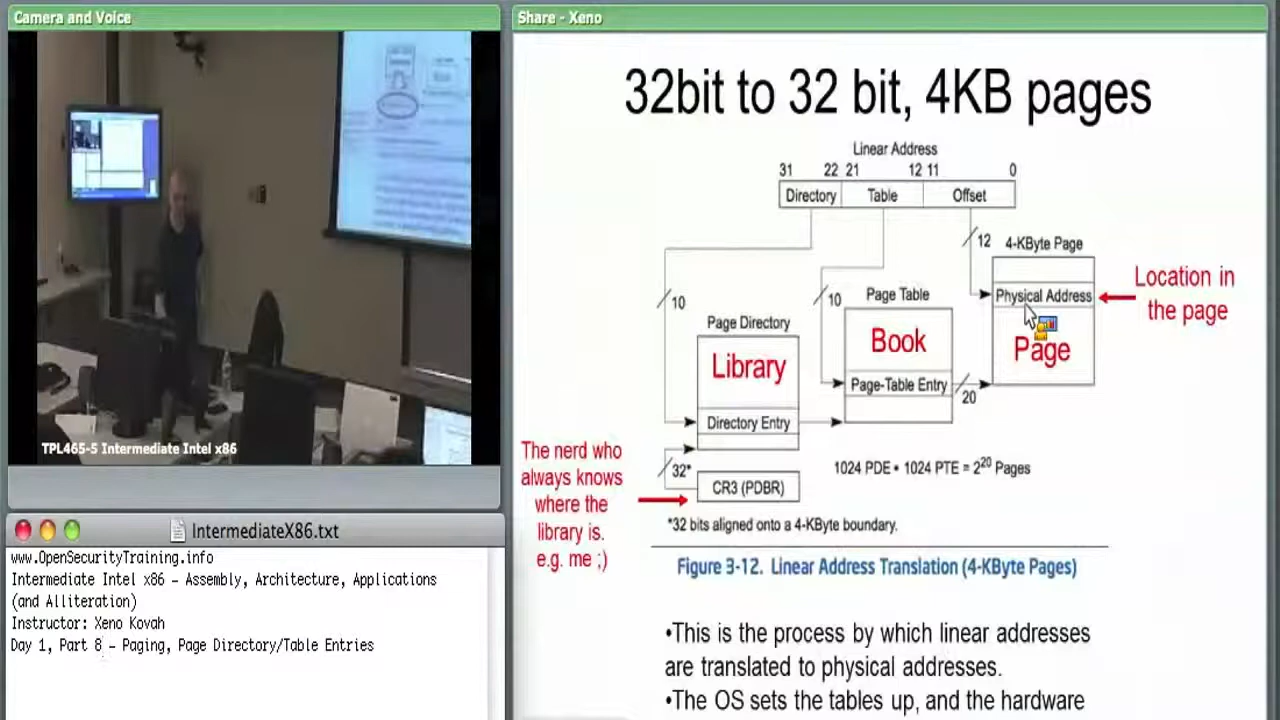 Camera and Voice
TPL465-S Intermediate Intel x86
IntermediateX86.txt
www.OpenSecurityTraining.info
Intermediate Intel x86 – Assembly, Architecture, Applications
(and Alliteration)
Instructor: Xeno Kovah
Day 1, Part 8 – Paging, Page Directory/Table Entries
Share - Xeno
32bit to 32 bit, 4KB pages
Linear Address
31 22 21 12 11 0
Directory Table Offset
12
4-KByte Page
Physical Address
Page
Location in
the page
10
Page Table
Book
Page-Table Entry
20
10
Page Directory
Library
Directory Entry
32*
CR3 (PDBR)
The nerd who
always knows
where the
library is.
e.g. me ;)
1024 PDE • 1024 PTE = 2^20 Pages
*32 bits aligned onto a 4-KByte boundary.
Figure 3-12. Linear Address Translation (4-KByte Pages)
•This is the process by which linear addresses
are translated to physical addresses.
•The OS sets the tables up, and the hardware